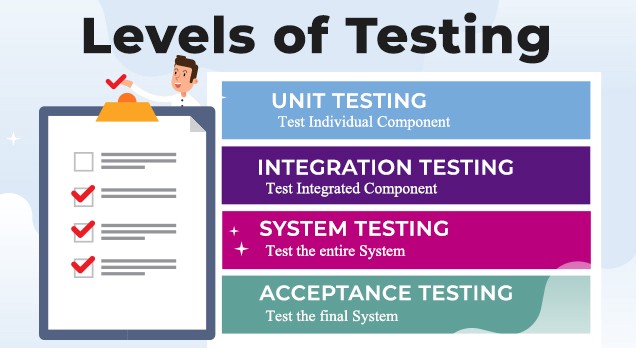 Levels of Testing
UNIT TESTING
Test Individual Component
INTEGRATION TESTING
Test Integrated Component
SYSTEM TESTING
Test the entire System
ACCEPTANCE TESTING
Test the final System